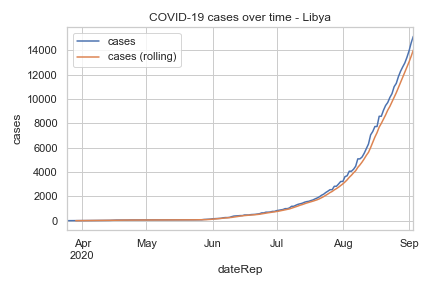 COVID-19 cases over time - Libya
cases
cases (rolling)
14000
12000
10000
8000
6000
4000
2000
0
cases
Apr
2020
May
Jun
Jul
Aug
Sep
dateRep